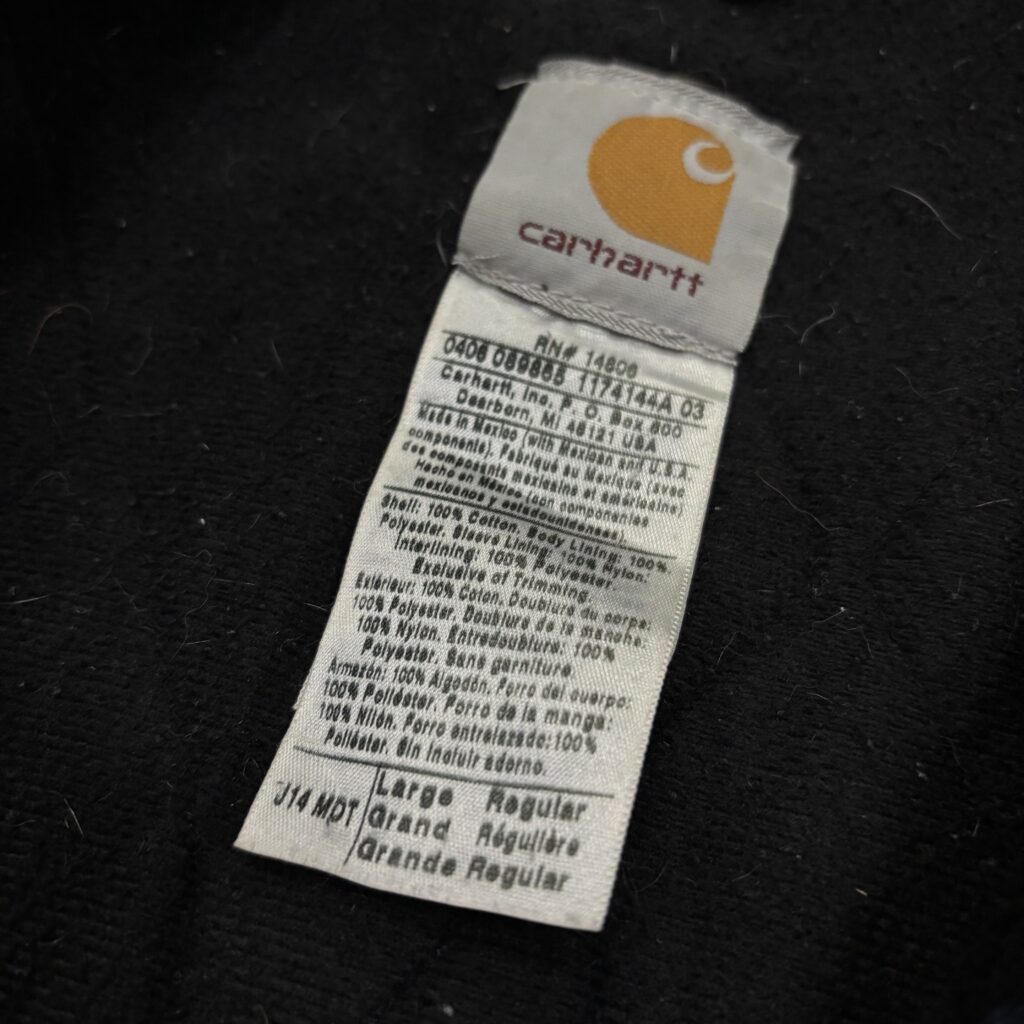 carhartt
RN# 14806
0406 089865 1174144A 03
Carhartt, Inc. P. O. Box 600
Dearborn, MI 48121 USA
Made in Mexico (with Mexican and U.S.A
components). Fabriqué au Mexique (avec
des composants mexicains et américains)
Hecho en México (con componentes
mexicanos y estadounidenses).
Shell: 100% Cotton. Body Lining: 100%
Polyester. Sleeve Lining: 100% Nylon.
Interlining: 100% Polyester
Exclusive of Trimming.
Extérieur: 100% Coton. Doublure du corps:
100% Polyester. Doublure de la manche:
100% Nylon. Entredoublure: 100%
Polyester. Sans garniture.
Armazón: 100% Algodón. Forro del cuerpo:
100% Poliéster. Forro de la manga:
100% Nilón. Forro entrelazado: 100%
Poliéster. Sin incluir adorno.
J14 MDT
Large Regular
Grand Régulière
Grande Regular